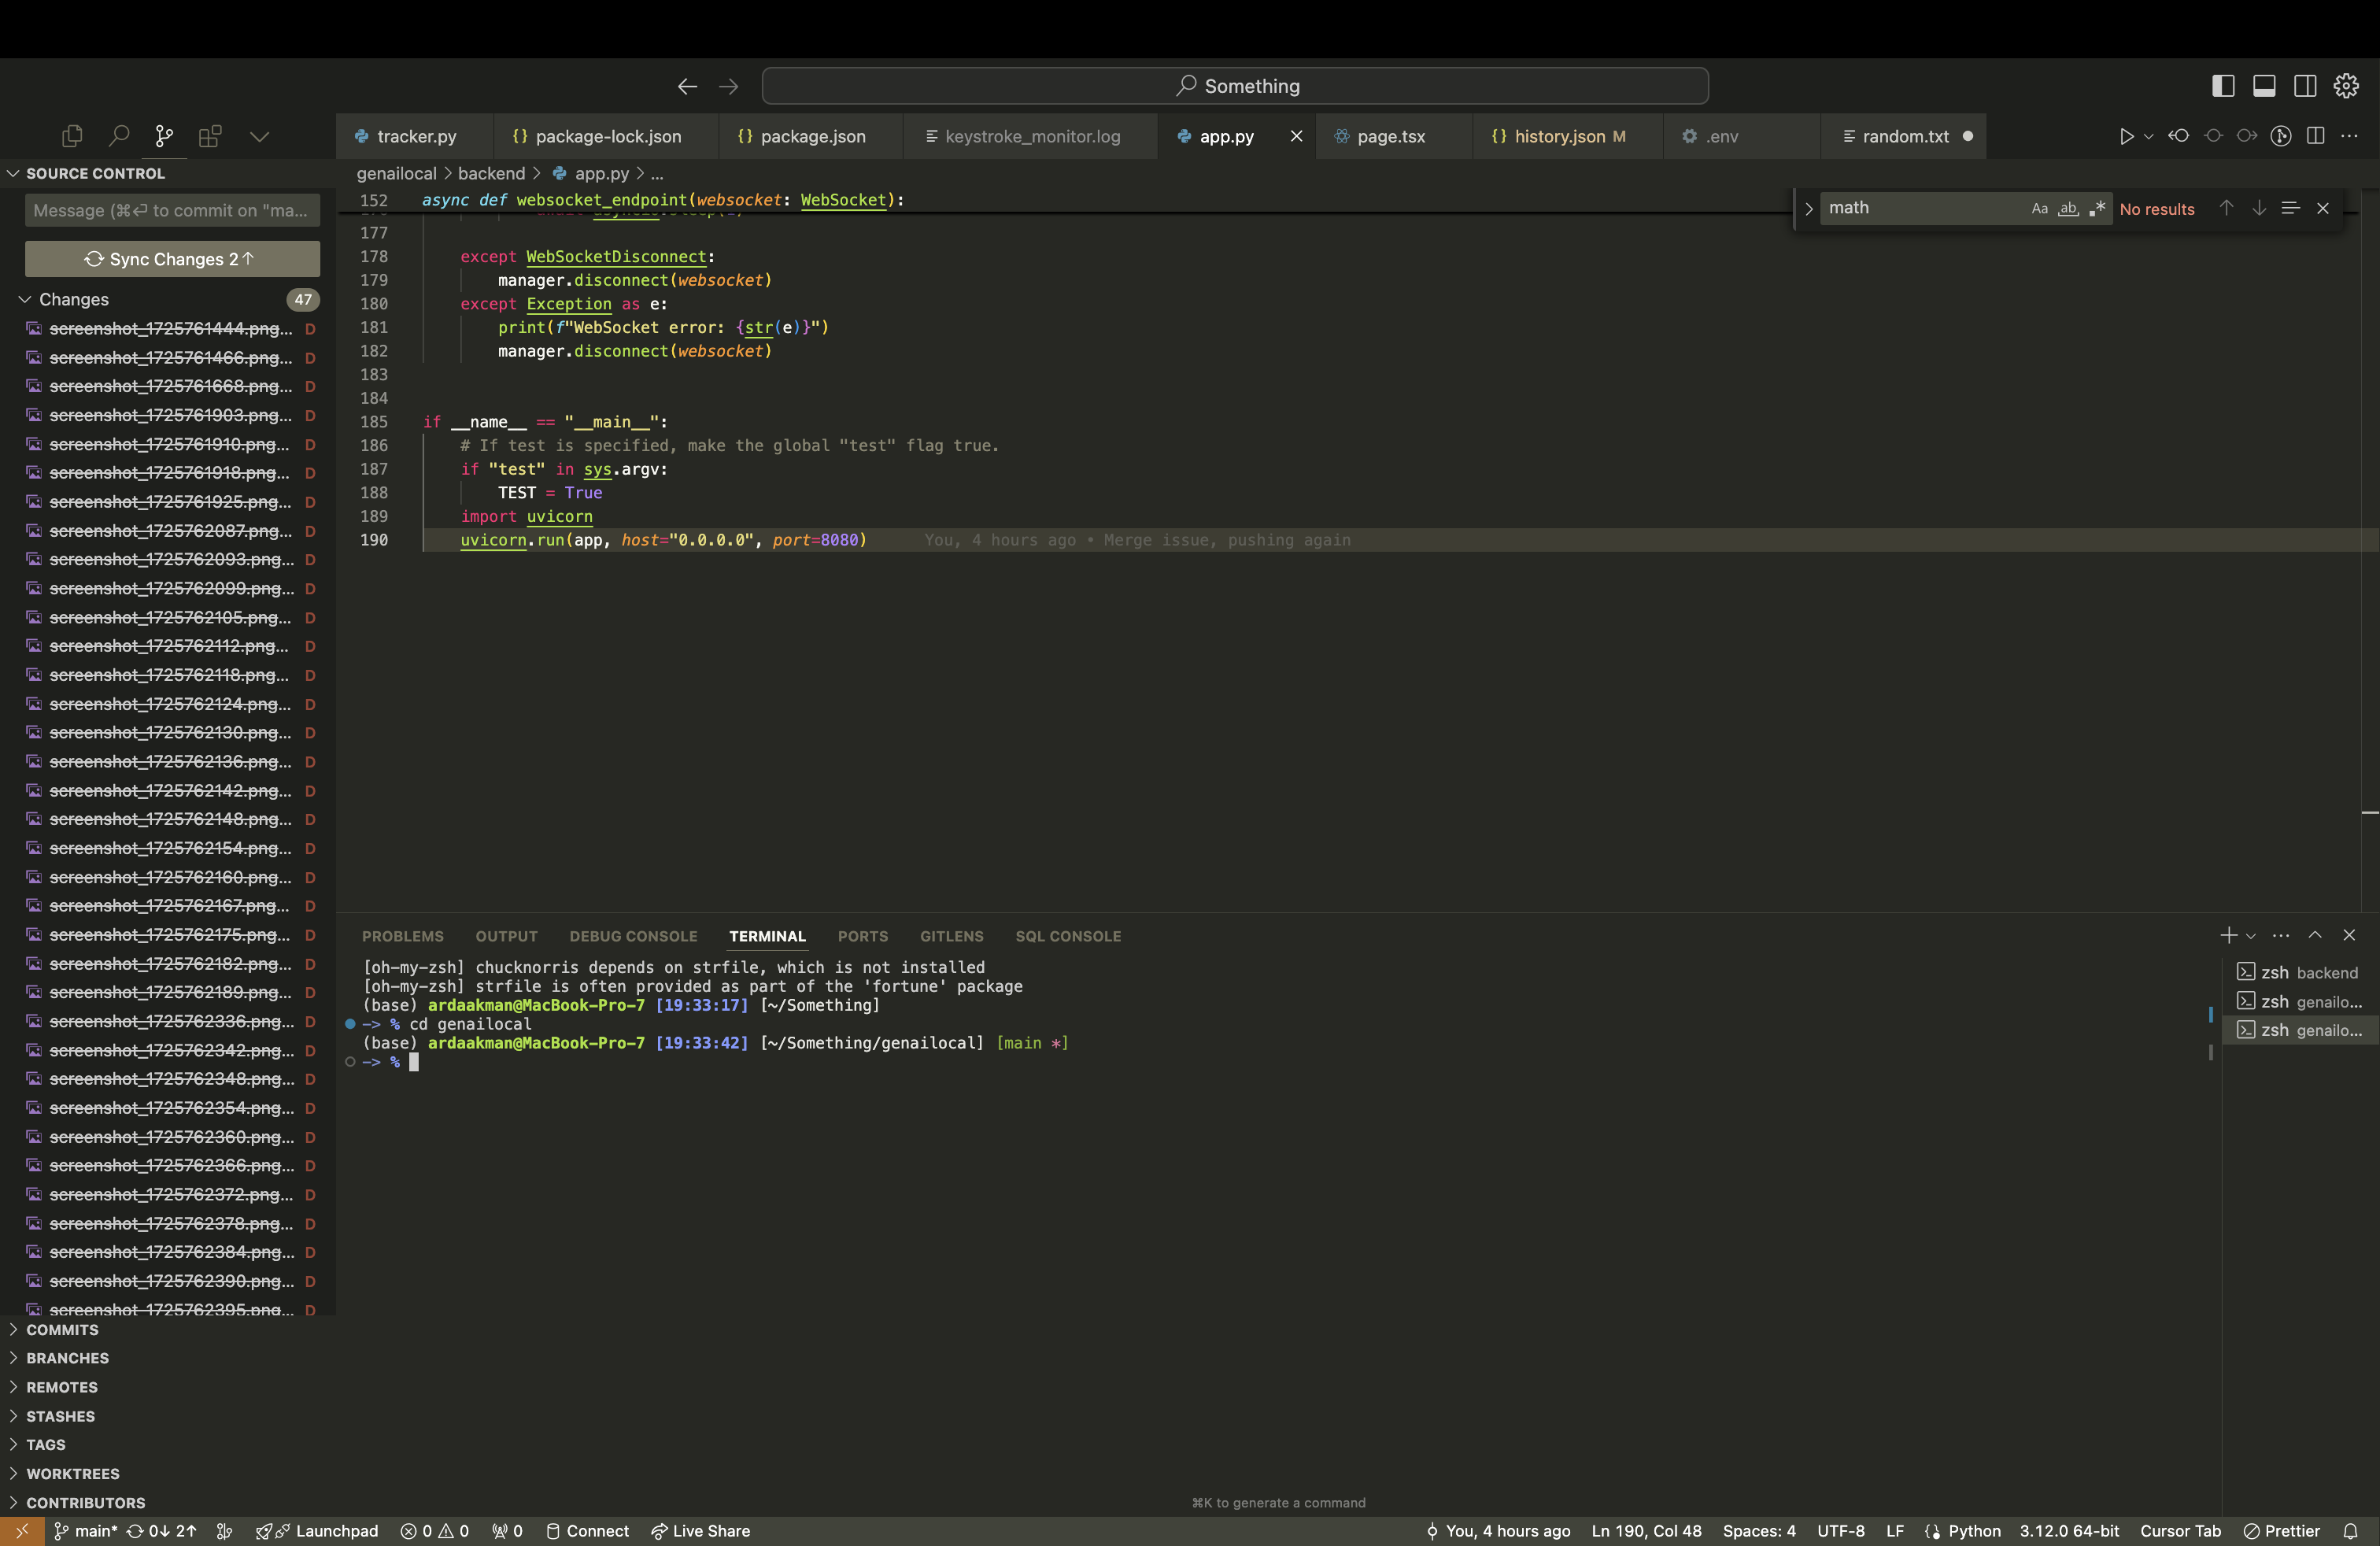 Something
tracker.py
package-lock.json
package.json
keystroke_monitor.log
app.py
page.tsx
history.json M
.env
random.txt
SOURCE CONTROL
Message (⌘⏎ to commit on "ma...
Sync Changes 2↑
Changes 47
screenshot_1725761444.png... D
screenshot_1725761466.png... D
screenshot_1725761668.png... D
screenshot_1725761903.png... D
screenshot_1725761910.png... D
screenshot_1725761918.png... D
screenshot_1725761925.png... D
screenshot_1725762087.png... D
screenshot_1725762093.png... D
screenshot_1725762099.png... D
screenshot_1725762105.png... D
screenshot_1725762112.png... D
screenshot_1725762118.png... D
screenshot_1725762124.png... D
screenshot_1725762130.png... D
screenshot_1725762136.png... D
screenshot_1725762142.png... D
screenshot_1725762148.png... D
screenshot_1725762154.png... D
screenshot_1725762160.png... D
screenshot_1725762167.png... D
screenshot_1725762175.png... D
screenshot_1725762182.png... D
screenshot_1725762189.png... D
screenshot_1725762336.png... D
screenshot_1725762342.png... D
screenshot_1725762348.png... D
screenshot_1725762354.png... D
screenshot_1725762360.png... D
screenshot_1725762366.png... D
screenshot_1725762372.png... D
screenshot_1725762378.png... D
screenshot_1725762384.png... D
screenshot_1725762390.png... D
screenshot_1725762395.png... D
COMMITS
BRANCHES
REMOTES
STASHES
TAGS
WORKTREES
CONTRIBUTORS
genailocal > backend > app.py > ...
152 async def websocket_endpoint(websocket: WebSocket):
177
178 except WebSocketDisconnect:
179 manager.disconnect(websocket)
180 except Exception as e:
181 print(f"WebSocket error: {str(e)}")
182 manager.disconnect(websocket)
183
184
185 if __name__ == "__main__":
186 # If test is specified, make the global "test" flag true.
187 if "test" in sys.argv:
188 TEST = True
189 import uvicorn
190 uvicorn.run(app, host="0.0.0.0", port=8080) You, 4 hours ago • Merge issue, pushing again
math Aa ab .* No results
PROBLEMS OUTPUT DEBUG CONSOLE TERMINAL PORTS GITLENS SQL CONSOLE
[oh-my-zsh] chucknorris depends on strfile, which is not installed
[oh-my-zsh] strfile is often provided as part of the 'fortune' package
(base) ardaakman@MacBook-Pro-7 [19:33:17] [~/Something]
-> % cd genailocal
(base) ardaakman@MacBook-Pro-7 [19:33:42] [~/Something/genailocal] [main *]
-> %
zsh backend
zsh genailo...
zsh genailo...
⌘K to generate a command
main* 0↓ 2↑ Launchpad 0 0 0 Connect Live Share You, 4 hours ago Ln 190, Col 48 Spaces: 4 UTF-8 LF Python 3.12.0 64-bit Cursor Tab Prettier